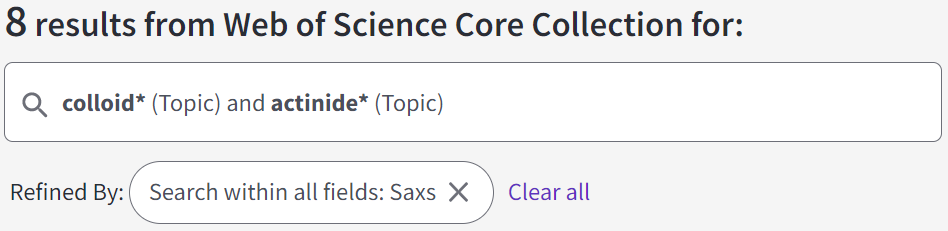 8 results from Web of Science Core Collection for:
colloid* (Topic) and actinide* (Topic)
Refined By: Search within all fields: Saxs Clear all